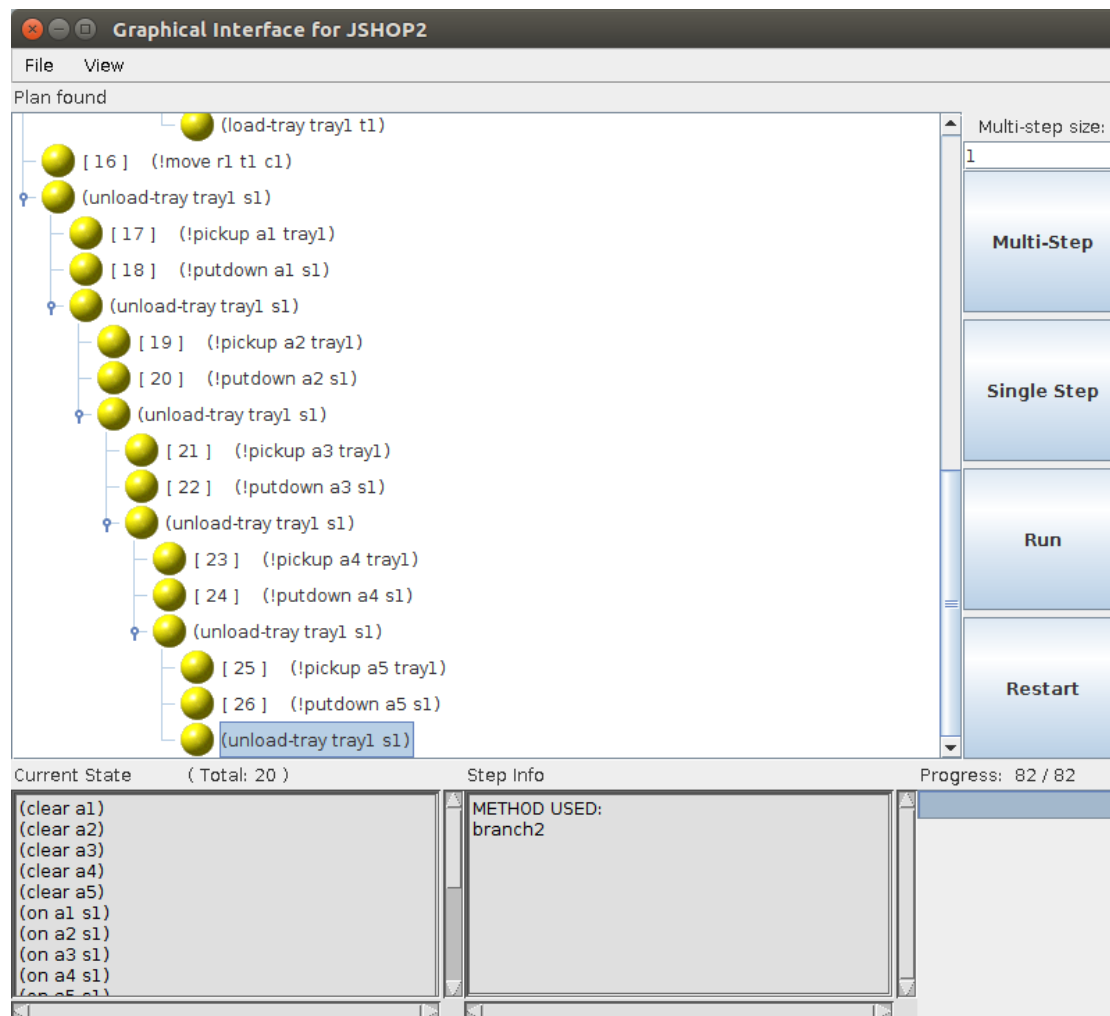 Graphical Interface for JSHOP2
File View
Plan found
(load-tray tray1 t1)
[ 16 ] (!move r1 t1 c1)
(unload-tray tray1 s1)
[ 17 ] (!pickup a1 tray1)
[ 18 ] (!putdown a1 s1)
(unload-tray tray1 s1)
[ 19 ] (!pickup a2 tray1)
[ 20 ] (!putdown a2 s1)
(unload-tray tray1 s1)
[ 21 ] (!pickup a3 tray1)
[ 22 ] (!putdown a3 s1)
(unload-tray tray1 s1)
[ 23 ] (!pickup a4 tray1)
[ 24 ] (!putdown a4 s1)
(unload-tray tray1 s1)
[ 25 ] (!pickup a5 tray1)
[ 26 ] (!putdown a5 s1)
(unload-tray tray1 s1)
Multi-step size:
1
Multi-Step
Single Step
Run
Restart
Current State ( Total: 20 )
(clear a1)
(clear a2)
(clear a3)
(clear a4)
(clear a5)
(on a1 s1)
(on a2 s1)
(on a3 s1)
(on a4 s1)
(on a5 s1)
Step Info
METHOD USED:
branch2
Progress: 82 / 82